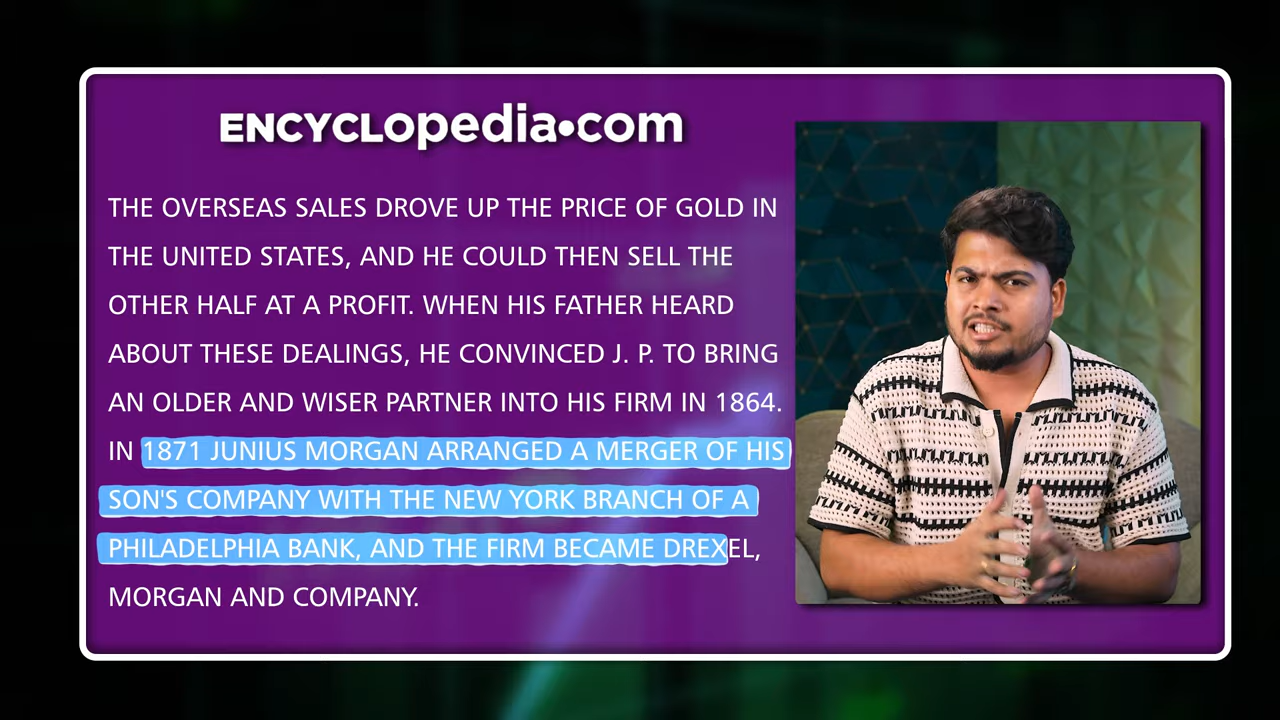 ENCYCLOpedia.com
THE OVERSEAS SALES DROVE UP THE PRICE OF GOLD IN
THE UNITED STATES, AND HE COULD THEN SELL THE
OTHER HALF AT A PROFIT. WHEN HIS FATHER HEARD
ABOUT THESE DEALINGS, HE CONVINCED J. P. TO BRING
AN OLDER AND WISER PARTNER INTO HIS FIRM IN 1864.
IN 1871 JUNIUS MORGAN ARRANGED A MERGER OF HIS
SON'S COMPANY WITH THE NEW YORK BRANCH OF A
PHILADELPHIA BANK, AND THE FIRM BECAME DREXEL,
MORGAN AND COMPANY.